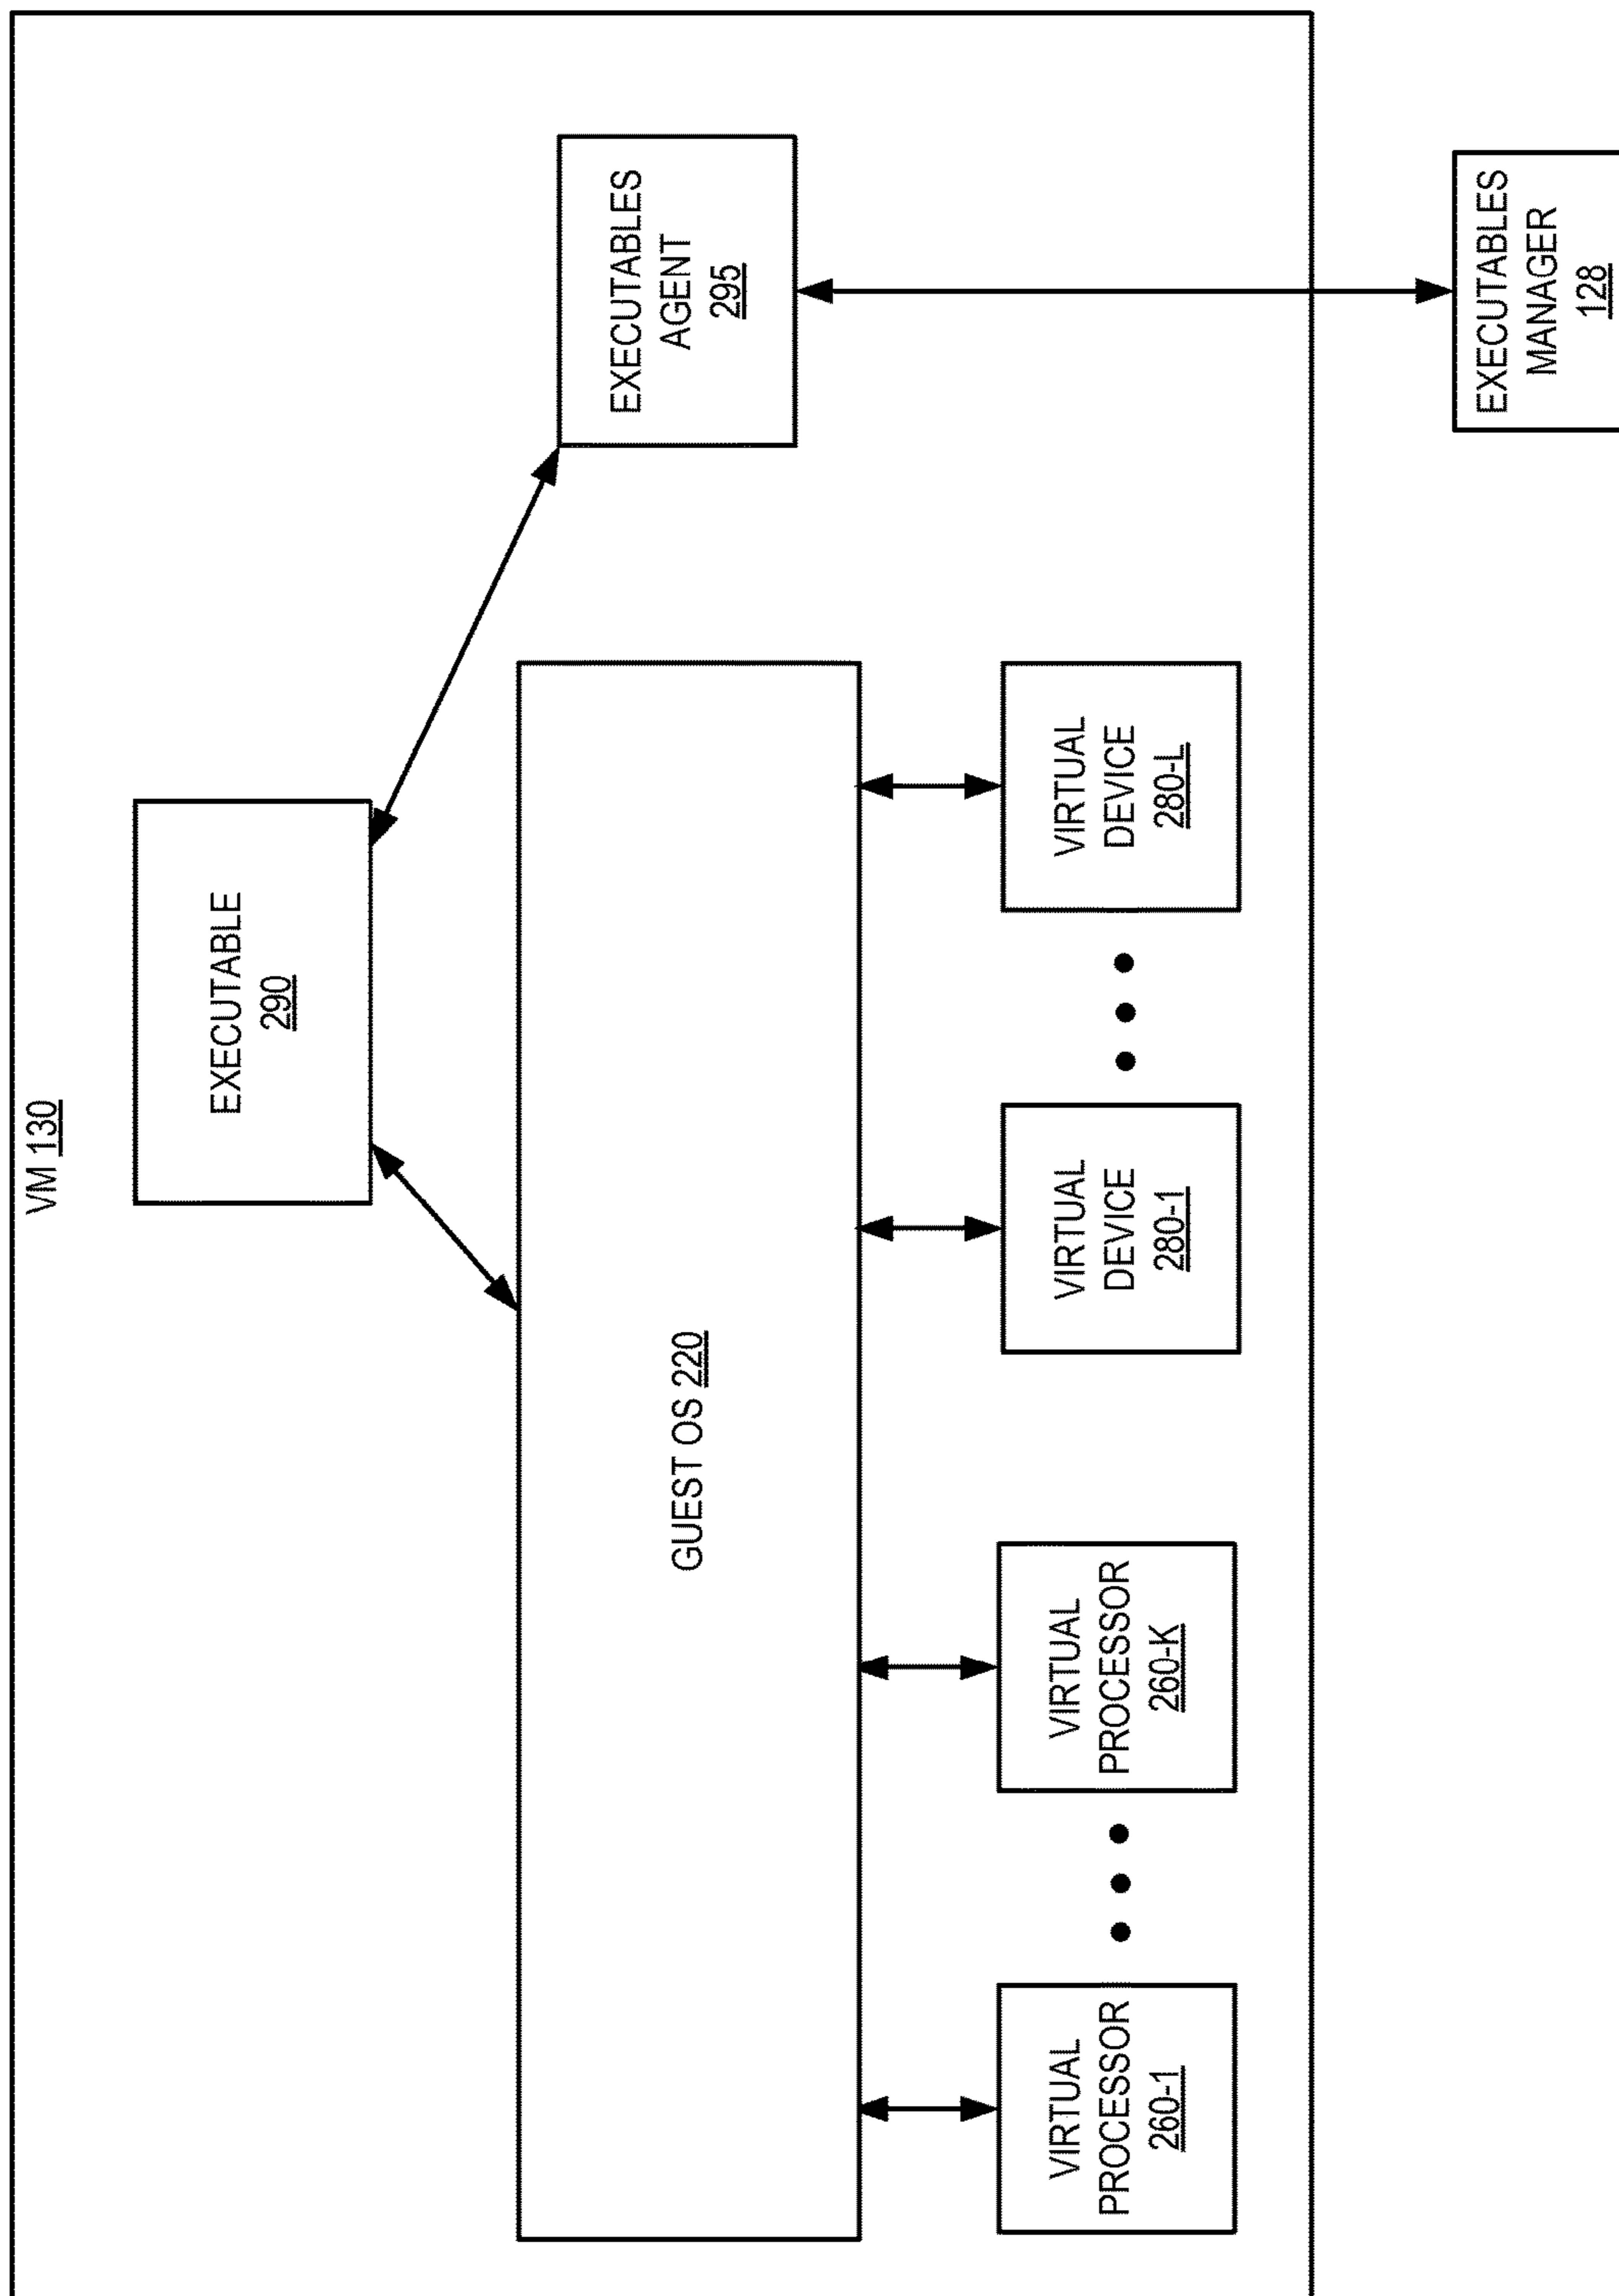 VM 130
EXECUTABLE
290
EXECUTABLES
AGENT
295
GUEST OS 220
VIRTUAL
PROCESSOR
260-1
VIRTUAL
PROCESSOR
260-K
VIRTUAL
DEVICE
280-1
VIRTUAL
DEVICE
280-L
EXECUTABLES
MANAGER
128